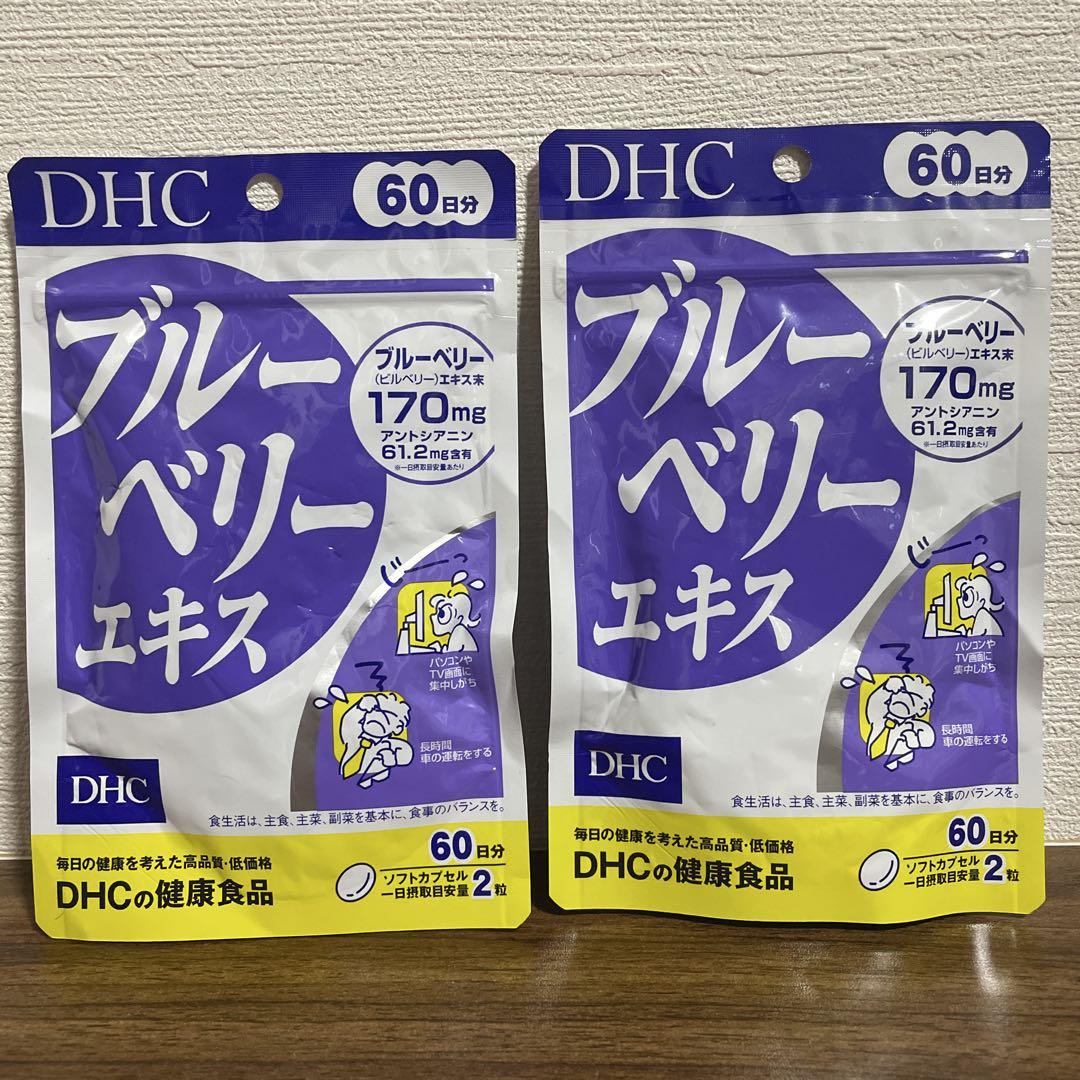 DHC
60日分
ブルー
ベリー
エキス
ブルーベリー
(ビルベリー)エキス末
170mg
アントシアニン
61.2mg含有
※一日摂取目安量あたり
じーっ
パソコンや
TV画面に
集中しがち
長時間
車の運転をする
DHC
食生活は、主食、主菜、副菜を基本に、食事のバランスを。
毎日の健康を考えた高品質・低価格
DHCの健康食品
60日分
ソフトカプセル
一日摂取目安量2粒
DHC
60日分
ブルー
ベリー
エキス
ブルーベリー
(ビルベリー)エキス末
170mg
アントシアニン
61.2mg含有
※一日摂取目安量あたり
じーっ
パソコンや
TV画面に
集中しがち
長時間
車の運転をする
DHC
食生活は、主食、主菜、副菜を基本に、食事のバランスを。
毎日の健康を考えた高品質・低価格
DHCの健康食品
60日分
ソフトカプセル
一日摂取目安量2粒